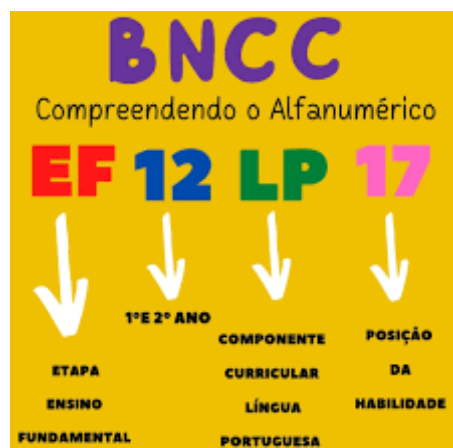 BNCC
Compreendendo o Alfanumérico
EF 12 LP 17
1ºE 2º ANO
COMPONENTE
CURRICULAR
LÍNGUA
PORTUGUESA
POSIÇÃO
DA
HABILIDADE
ETAPA
ENSINO
FUNDAMENTAL